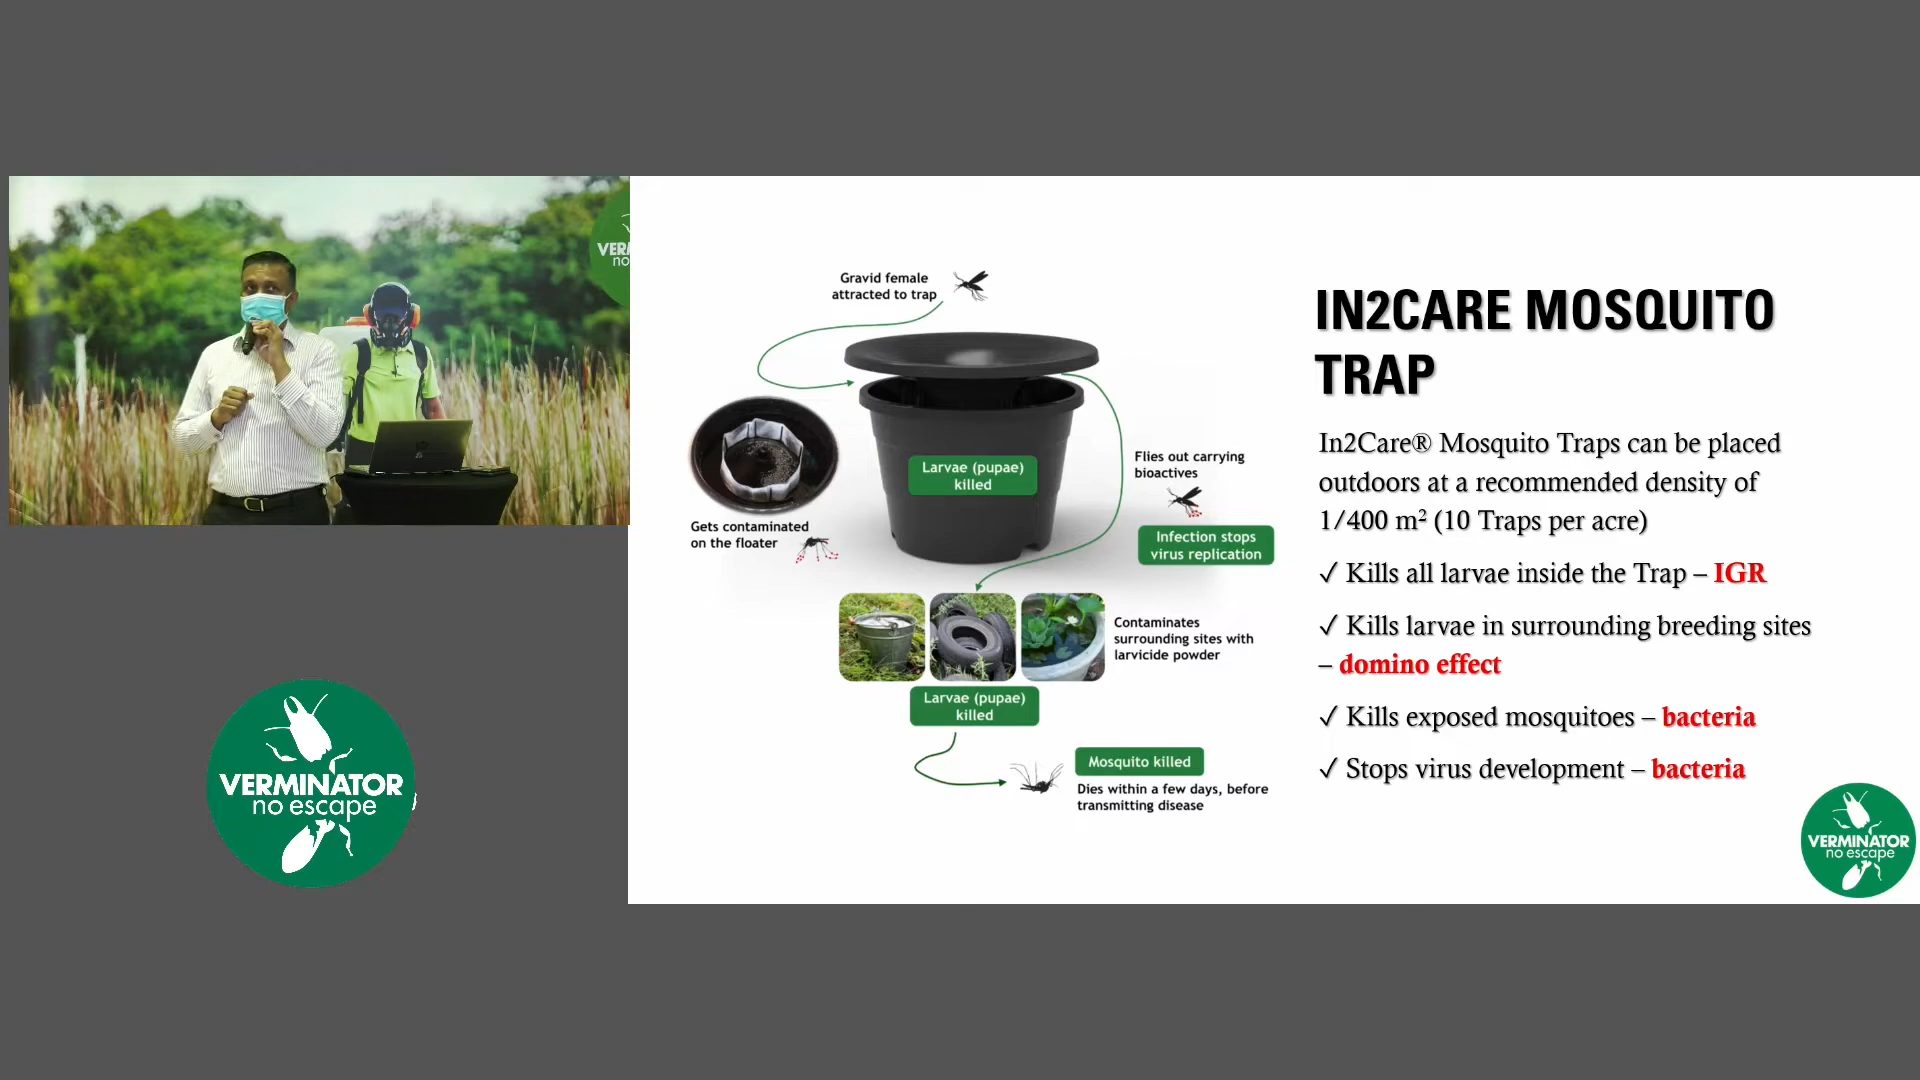 VERM
no
VERMINATOR
no escape
Gravid female
attracted to trap
Larvae (pupae)
killed
Gets contaminated
on the floater
Flies out carrying
bioactives
Infection stops
virus replication
Contaminates
surrounding sites with
larvicide powder
Larvae (pupae)
killed
Mosquito killed
Dies within a few days, before
transmitting disease
IN2CARE MOSQUITO
TRAP
In2Care® Mosquito Traps can be placed
outdoors at a recommended density of
1/400 m² (10 Traps per acre)
✓ Kills all larvae inside the Trap – IGR
✓ Kills larvae in surrounding breeding sites
– domino effect
✓ Kills exposed mosquitoes – bacteria
✓ Stops virus development – bacteria
VERMINATOR
no escape